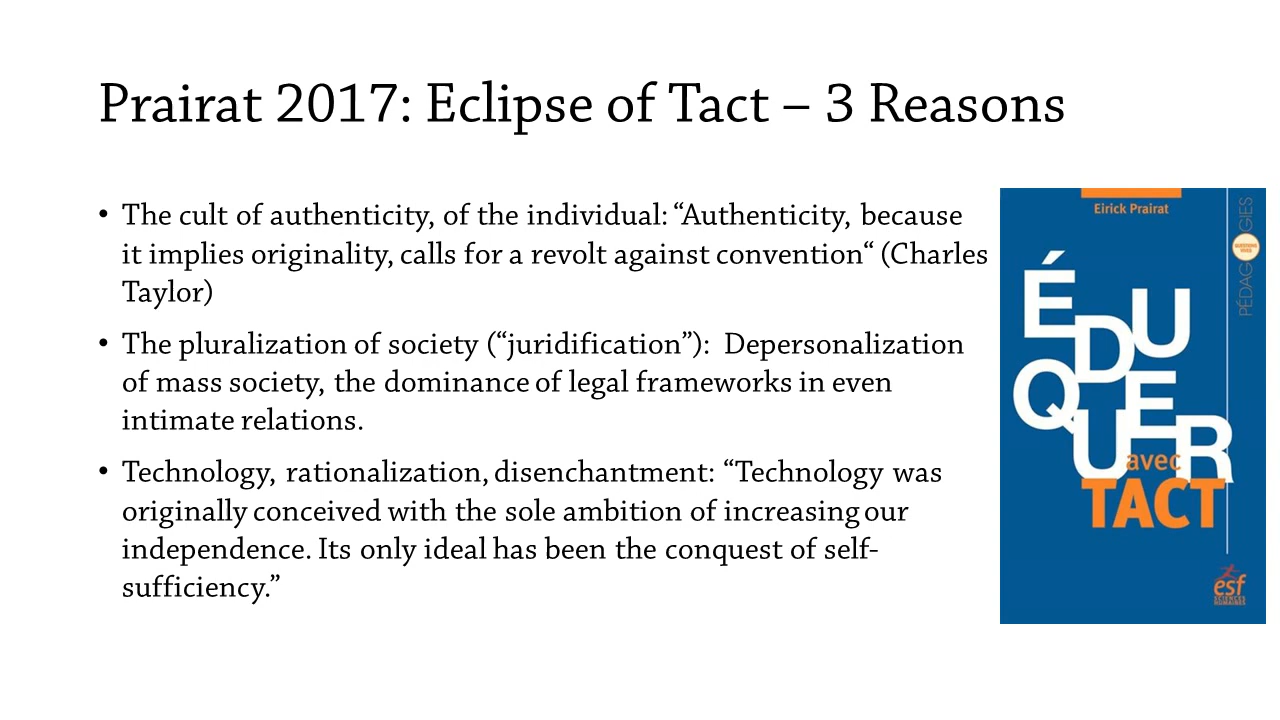 Prairat 2017: Eclipse of Tact – 3 Reasons
• The cult of authenticity, of the individual: “Authenticity, because
it implies originality, calls for a revolt against convention“ (Charles
Taylor)
• The pluralization of society (“juridification”):  Depersonalization
of mass society, the dominance of legal frameworks in even
intimate relations.
• Technology, rationalization, disenchantment: “Technology was
originally conceived with the sole ambition of increasing our
independence. Its only ideal has been the conquest of self-
sufficiency.”
Eirick Prairat
PÉDAGOGIES
ÉDUQUER
avec
TACT
esf
SCIENCES
HUMAINES